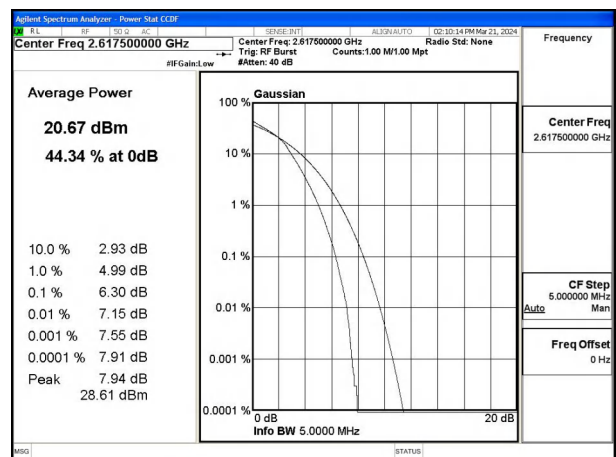 Agilent Spectrum Analyzer - Power Stat CCDF
RL RF 50 Ω AC SENSE:INT ALIGN AUTO 02:10:14 PM Mar 21, 2024
Center Freq 2.617500000 GHz
Center Freq: 2.617500000 GHz Radio Std: None
Trig: RF Burst Counts:1.00 M/1.00 Mpt
#IFGain:Low #Atten: 40 dB
Frequency
Average Power
20.67 dBm
44.34 % at 0dB
10.0 % 2.93 dB
1.0 % 4.99 dB
0.1 % 6.30 dB
0.01 % 7.15 dB
0.001 % 7.55 dB
0.0001 % 7.91 dB
Peak 7.94 dB
28.61 dBm
Gaussian
100 %
10 %
1 %
0.1 %
0.01 %
0.001 %
0.0001 %
0 dB 20 dB
Info BW 5.0000 MHz
Center Freq
2.617500000 GHz
CF Step
5.000000 MHz
Auto Man
Freq Offset
0 Hz
MSG STATUS